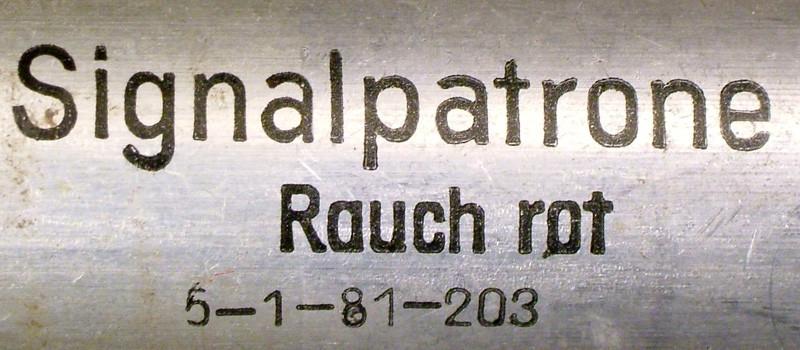 Signalpatrone
Rauch rot
5-1-81-203